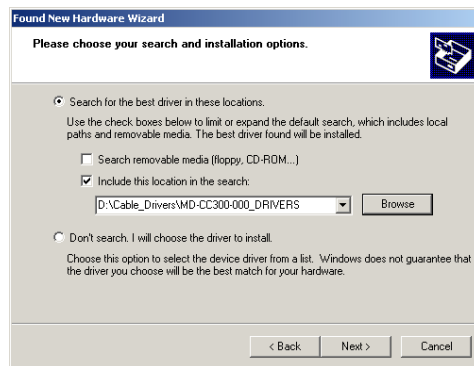 Found New Hardware Wizard
Please choose your search and installation options.
Search for the best driver in these locations.
Use the check boxes below to limit or expand the default search, which includes local
paths and removable media. The best driver found will be installed.
Search removable media (floppy, CD-ROM...)
Include this location in the search:
D:\Cable_Drivers\MD-CC300-000_DRIVERS
Browse
Don't search. I will choose the driver to install.
Choose this option to select the device driver from a list. Windows does not guarantee that
the driver you choose will be the best match for your hardware.
< Back
Next >
Cancel